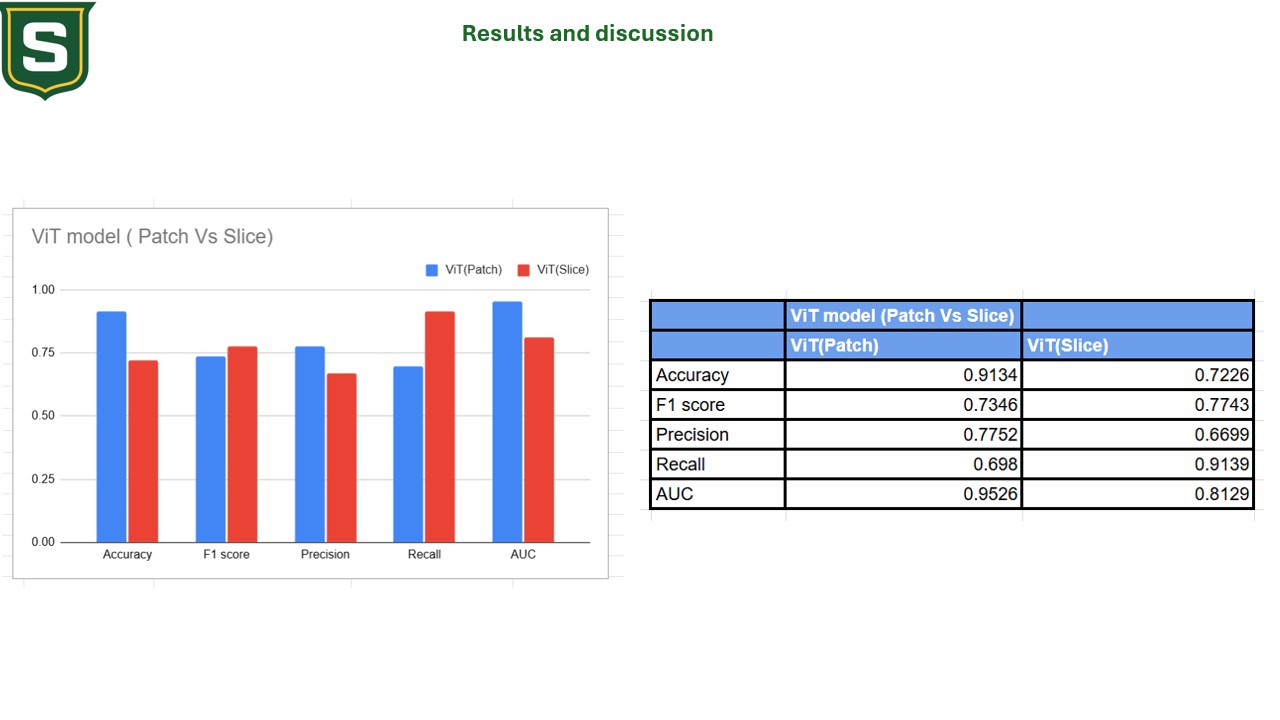 S
Results and discussion
ViT model ( Patch Vs Slice)
ViT(Patch) ViT(Slice)
1.00
0.75
0.50
0.25
0.00
Accuracy F1 score Precision Recall AUC
ViT model (Patch Vs Slice)
ViT(Patch) ViT(Slice)
Accuracy 0.9134 0.7226
F1 score 0.7346 0.7743
Precision 0.7752 0.6699
Recall 0.698 0.9139
AUC 0.9526 0.8129